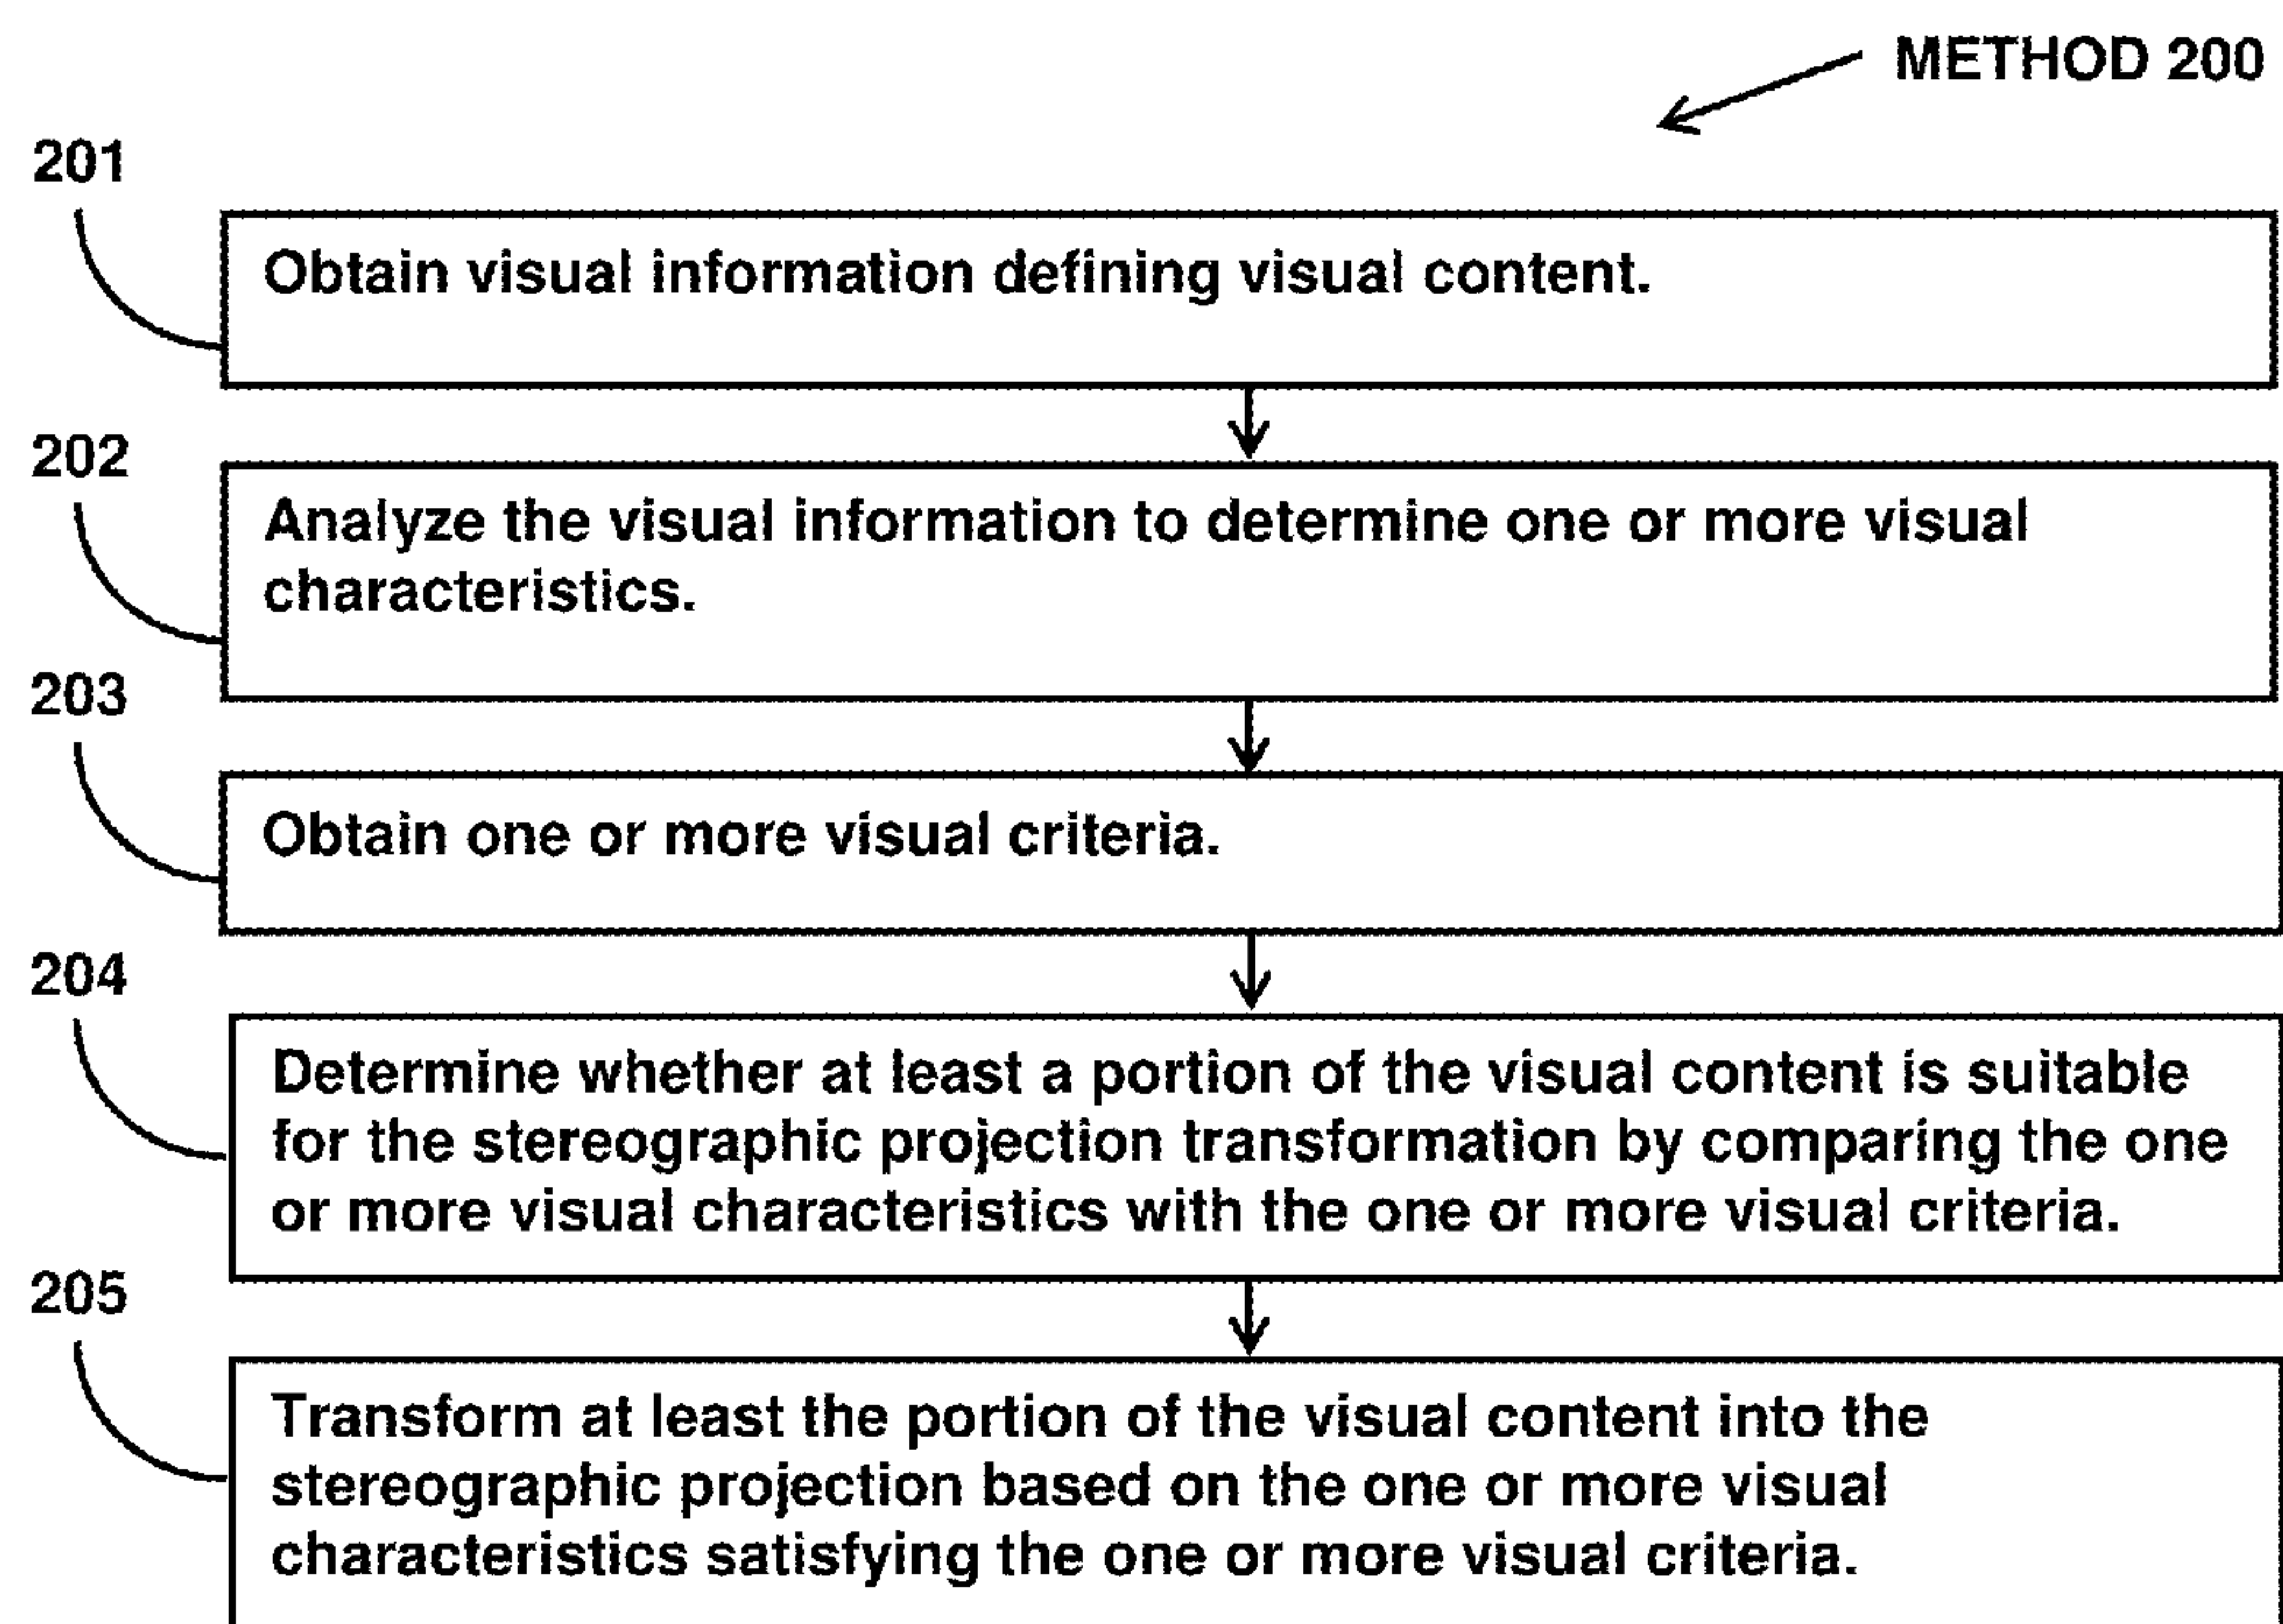 METHOD 200
201
Obtain visual information defining visual content.
202
Analyze the visual information to determine one or more visual
characteristics.
203
Obtain one or more visual criteria.
204
Determine whether at least a portion of the visual content is suitable
for the stereographic projection transformation by comparing the one
or more visual characteristics with the one or more visual criteria.
205
Transform at least the portion of the visual content into the
stereographic projection based on the one or more visual
characteristics satisfying the one or more visual criteria.